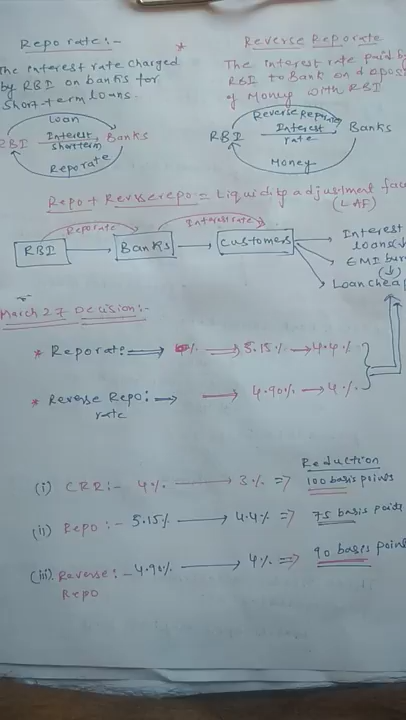 Repo rate:-
The interest rate charged
by RBI on banks for
short term loans.
*
Reverse Repo rate
The interest rate paid by
RBI to Bank on depos
of Money with RBI
Loan
RBI Interest Banks
short term
Repo rate
Reverse Repo
RBI Interest Banks
rate
Money
Repo + Reverse repo = Liquidity adjustment fac
(LAF)
Repo rate
Interest rate
RBI Banks Customers
Interest
loans (↓
EMI bur
(↓)
Loan cheap
March 27 Decision:-
* Repo rate: → → 5.15% → 4.4%
* Reverse Repo: → → 4.90% → 4%
rate
Reduction
(i) CRR:- 4% → 3% ⇒ 100 basis points
(ii) Repo:- 5.15% → 4.4% ⇒ 75 basis points
(iii) Reverse:- 4.90% → 4% ⇒ 90 basis points
Repo